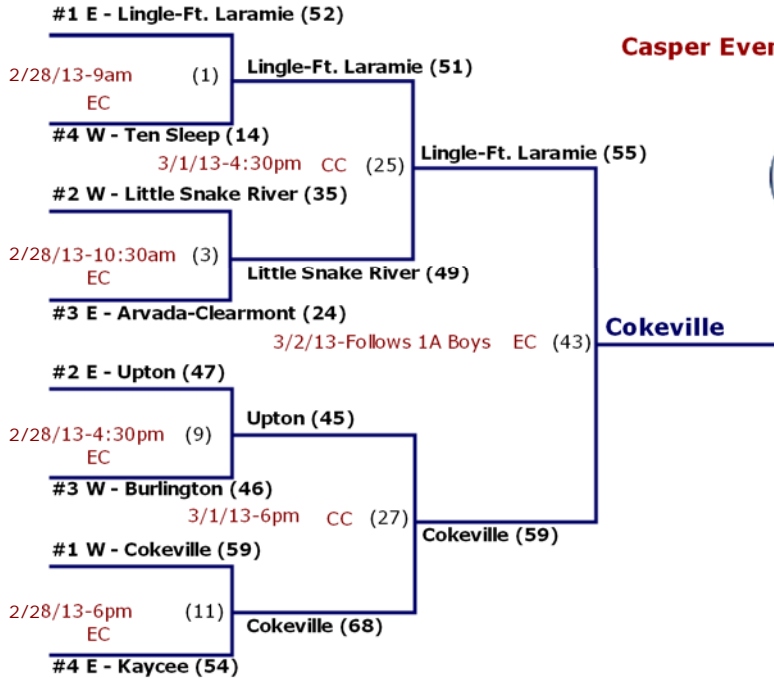 #1 E - Lingle-Ft. Laramie (52)
Casper Even
2/28/13-9am (1)
Lingle-Ft. Laramie (51)
EC
#4 W - Ten Sleep (14)
3/1/13-4:30pm CC (25)
Lingle-Ft. Laramie (55)
#2 W - Little Snake River (35)
2/28/13-10:30am (3)
EC
Little Snake River (49)
#3 E - Arvada-Clearmont (24)
Cokeville
3/2/13-Follows 1A Boys EC (43)
#2 E - Upton (47)
Upton (45)
2/28/13-4:30pm (9)
EC
#3 W - Burlington (46)
3/1/13-6pm CC (27)
Cokeville (59)
#1 W - Cokeville (59)
2/28/13-6pm (11)
EC
Cokeville (68)
#4 E - Kaycee (54)